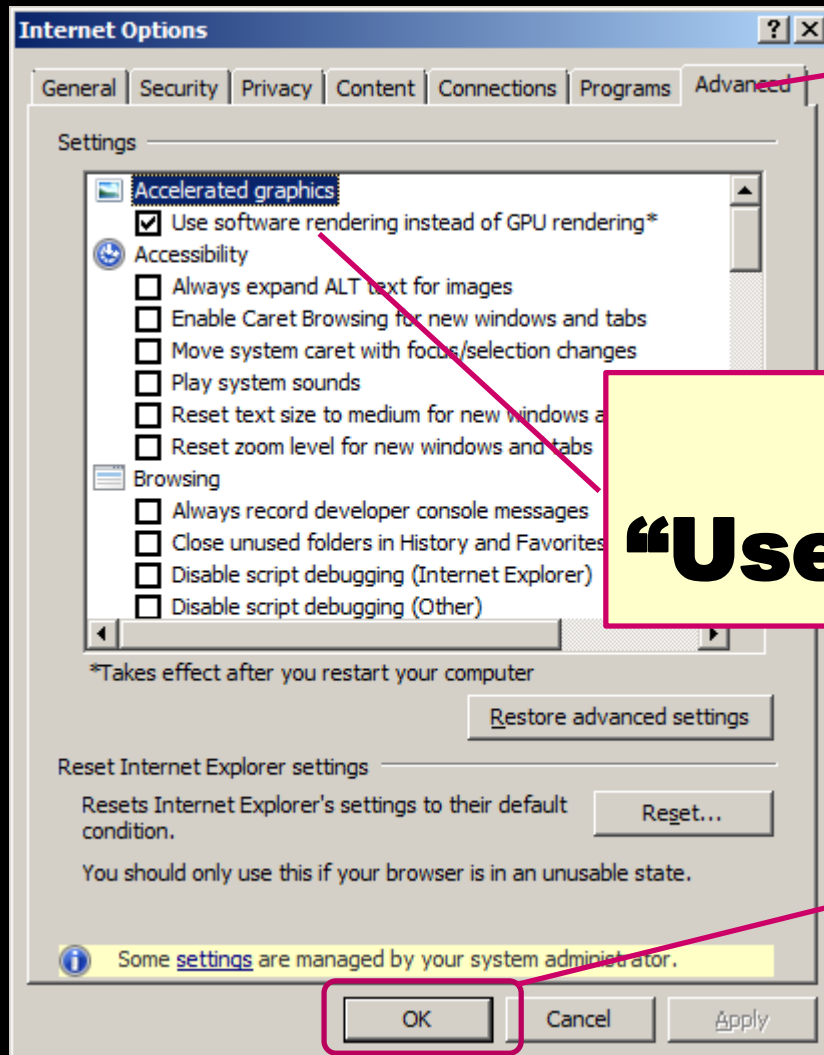 Internet Options
General Security Privacy Content Connections Programs Advanced
Settings
Accelerated graphics
Use software rendering instead of GPU rendering*
Accessibility
Always expand ALT text for images
Enable Caret Browsing for new windows and tabs
Move system caret with focus/selection changes
Play system sounds
Reset text size to medium for new windows a
Reset zoom level for new windows and tabs
Browsing
Always record developer console messages
Close unused folders in History and Favorites
“Use
Disable script debugging (Internet Explorer)
Disable script debugging (Other)
*Takes effect after you restart your computer
Restore advanced settings
Reset Internet Explorer settings
Resets Internet Explorer's settings to their default
condition.
Reset...
You should only use this if your browser is in an unusable state.
Some settings are managed by your system administrator.
OK Cancel Apply